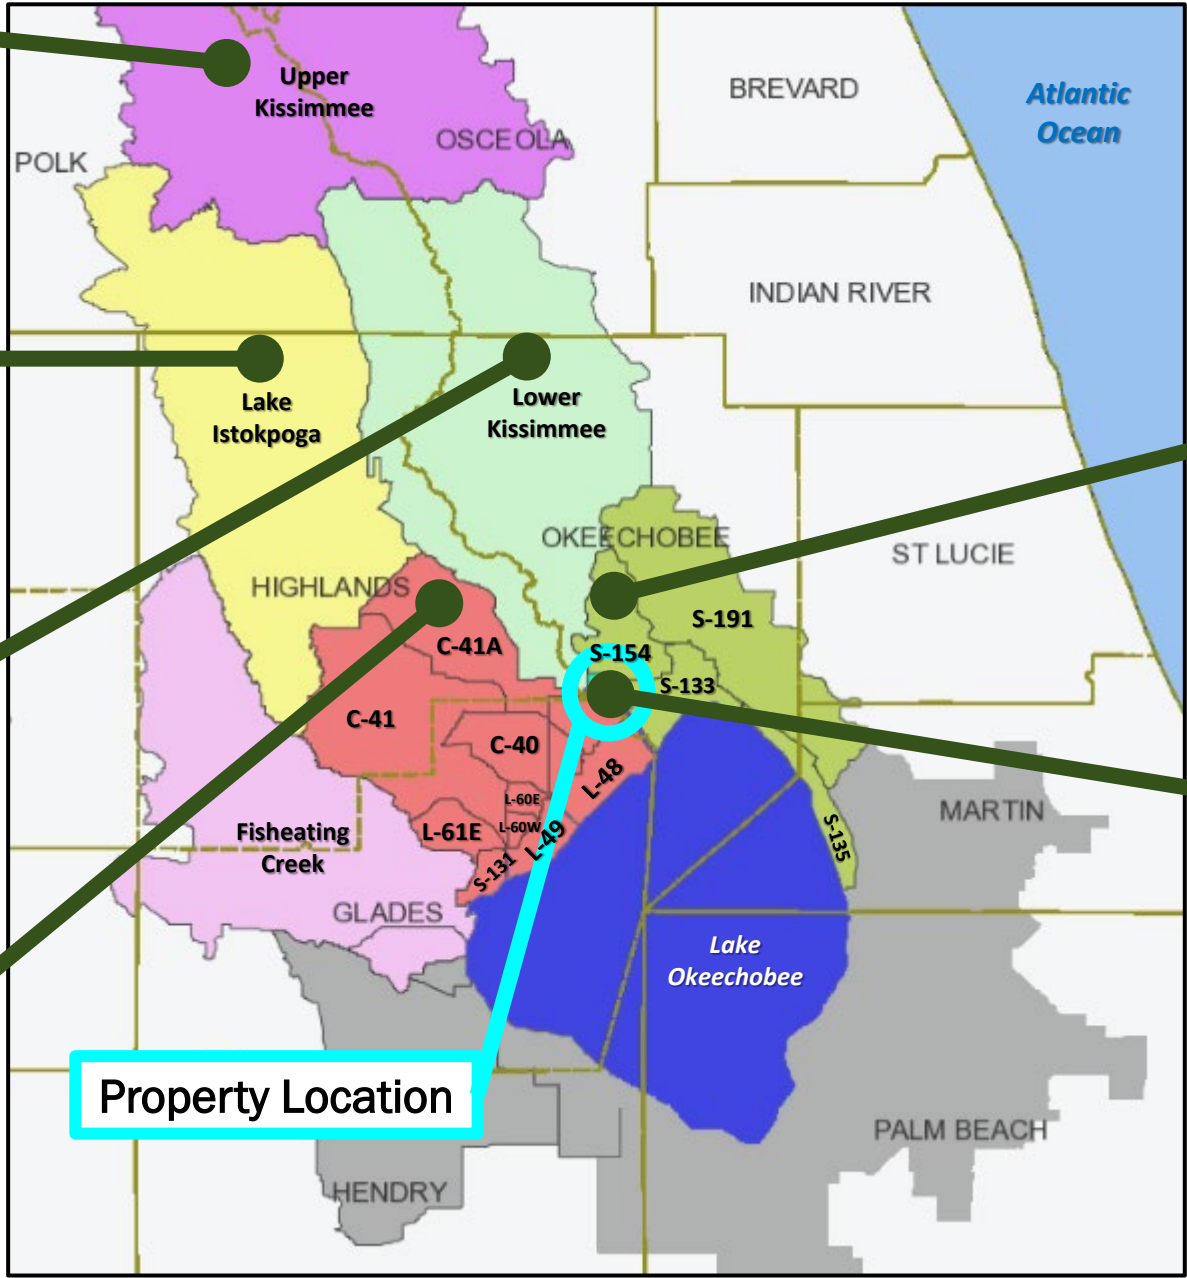 Upper
Kissimmee
BREVARD
Atlantic
Ocean
OSCEOLA
POLK
INDIAN RIVER
Lake
Istokpoga
Lower
Kissimmee
OKEECHOBEE
ST LUCIE
HIGHLANDS
S-191
C-41A
S-154
S-133
C-41
C-40
L-48
L-60E
L-60W
L-49
L-61E
S-131
S-135
MARTIN
Fisheating
Creek
GLADES
Lake
Okeechobee
Property Location
PALM BEACH
HENDRY